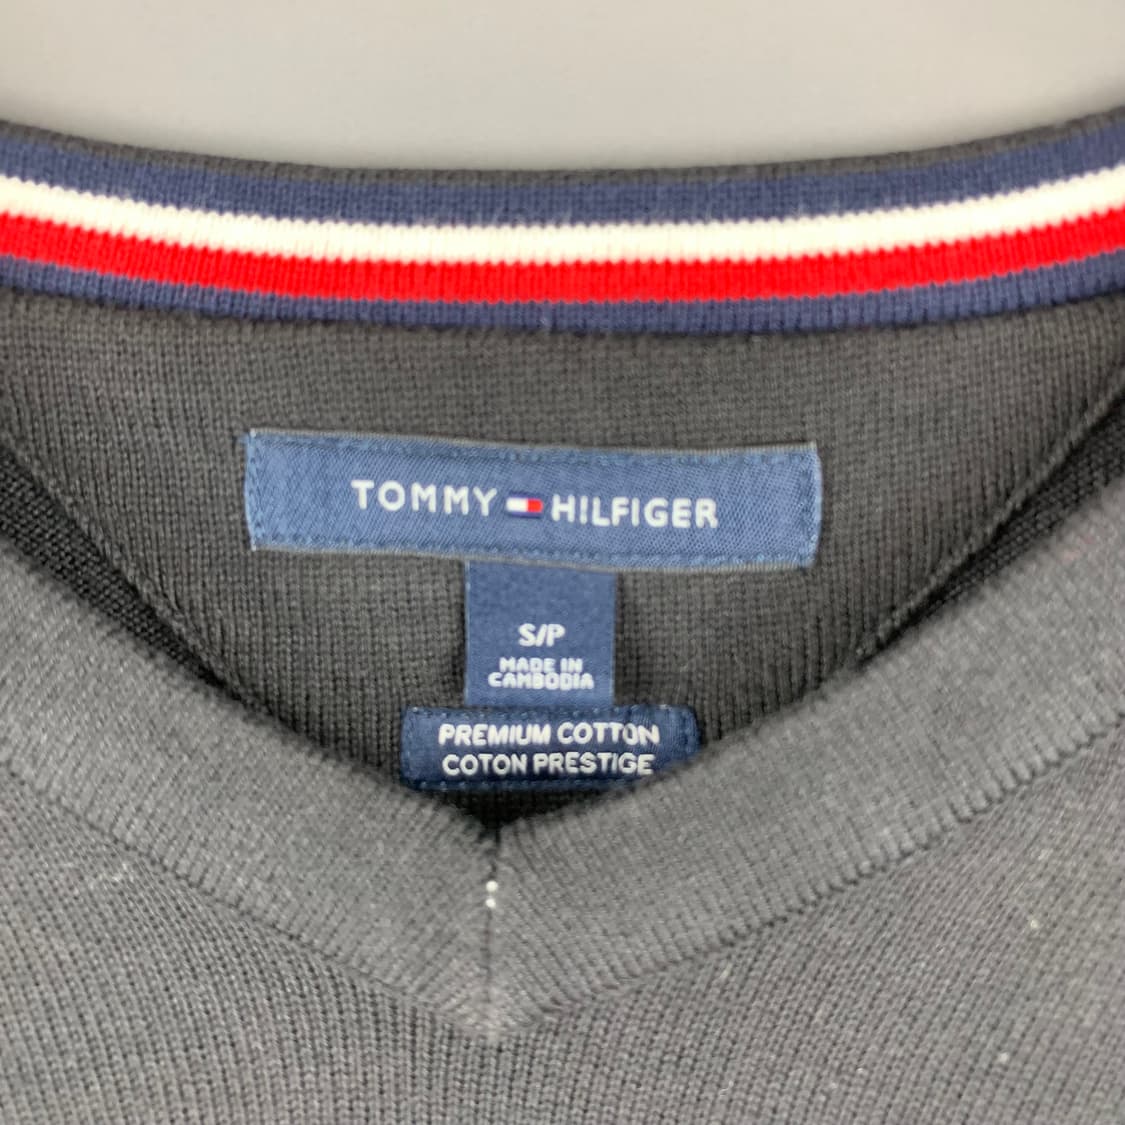 TOMMY HILFIGER
S/P
MADE IN
CAMBODIA
PREMIUM COTTON
COTON PRESTIGE